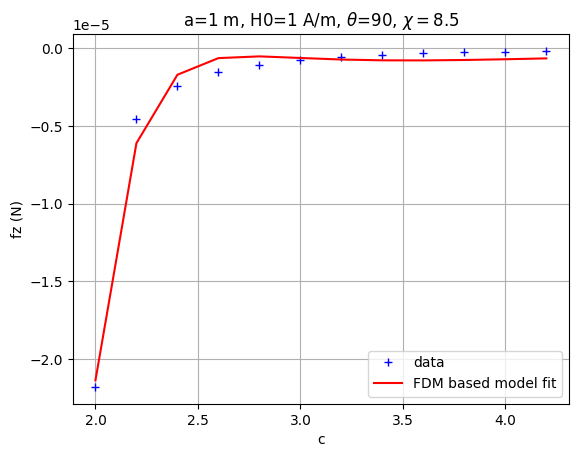 a=1 m, H0=1 A/m, θ=90, χ = 8.5
1e−5
0.0
−0.5
−1.0
−1.5
−2.0
fz (N)
data
FDM based model fit
2.0 2.5 3.0 3.5 4.0
c